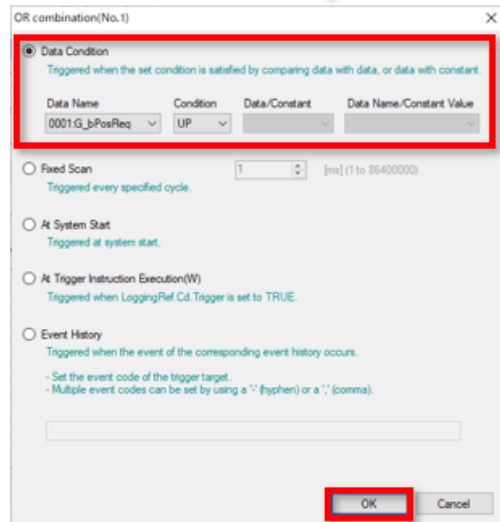 OR combination(No.1)
Data Condition
Triggered when the set condition is satisfied by comparing data with data, or data with constant.
Data Name Condition Data/Constant Data Name/Constant Value
0001:G_bPosReq UP
Fixed Scan 1 [ms] (1 to 86400000)
Triggered every specified cycle.
At System Start
Triggered at system start.
At Trigger Instruction Execution(W)
Triggered when LoggingRef.Cd.Trigger is set to TRUE.
Event History
Triggered when the event of the corresponding event history occurs.
- Set the event code of the trigger target.
- Multiple event codes can be set by using a '-' (hyphen) or a ',' (comma).
OK Cancel